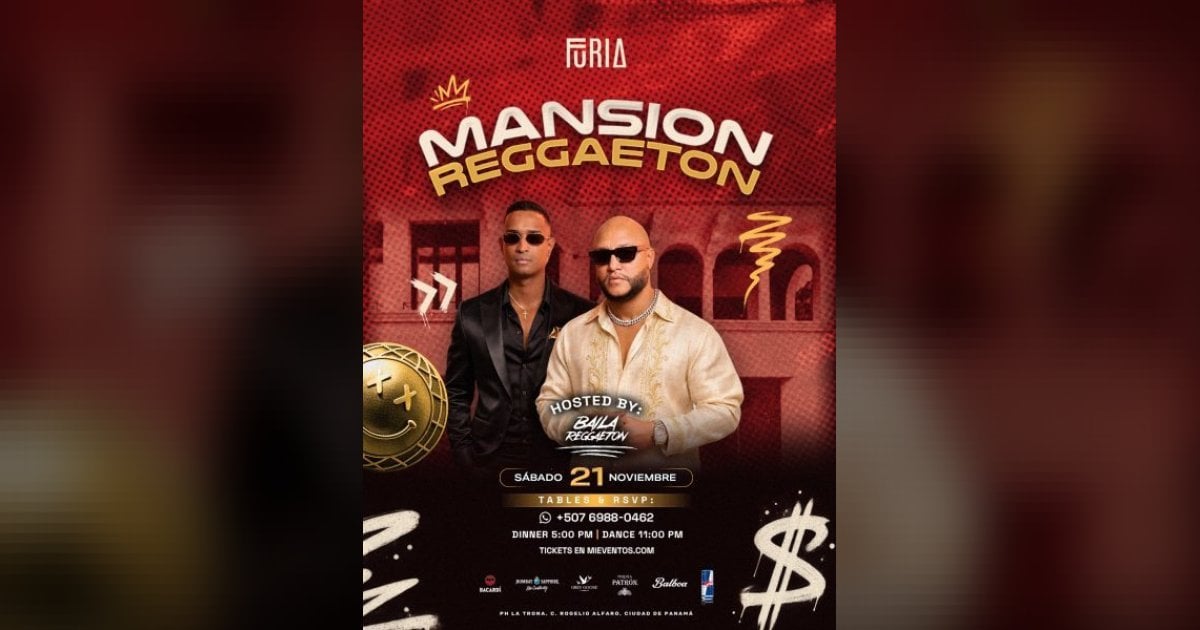 FURIA
MANSION
REGGAETON
HOSTED BY:
BAILA
REGGAETON
SÁBADO 21 NOVIEMBRE
TABLES & RSVP:
+507 6988-0462
DINNER 5:00 PM | DANCE 11:00 PM
TICKETS EN MIEVENTOS.COM
BACARDÍ
BOMBAY SAPPHIRE
GREY GOOSE
PATRÓN
Balboa
PH LA TRONA, C. ROGELIO ALFARO, CIUDAD DE PANAMÁ